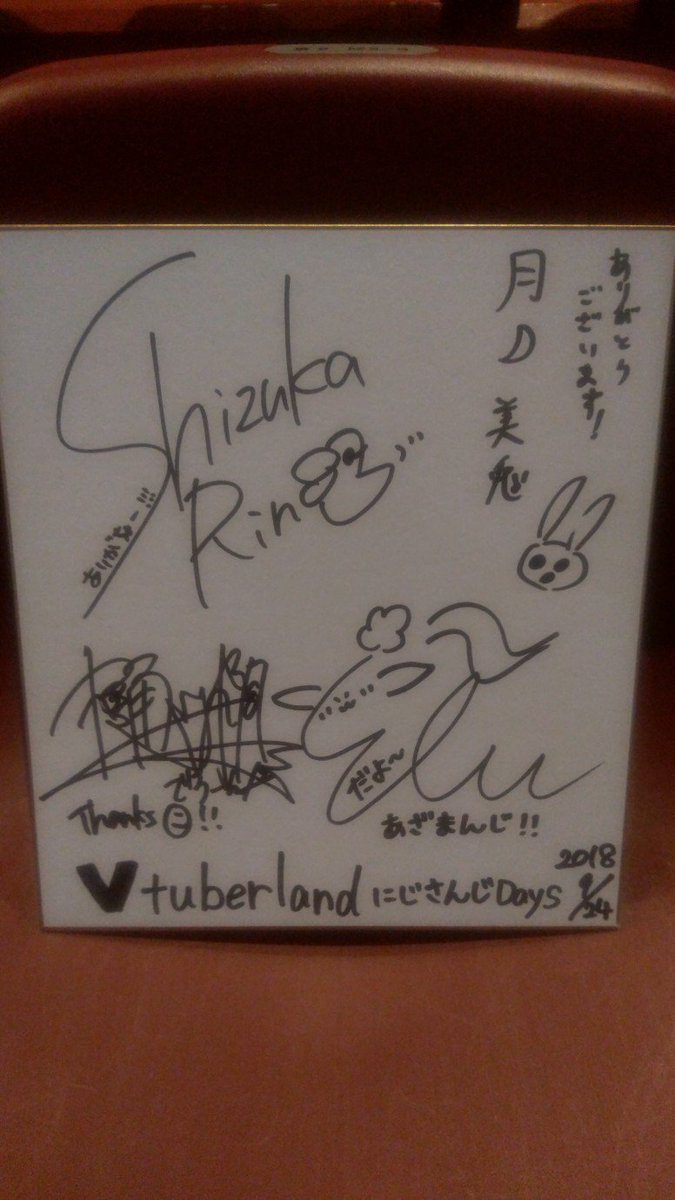 ありがとう
ございます!
月ノ美兎
Shizuka
Rin
ありがちゅー!!!
Elu
だよ〜
Thanks!!
あざまんじ!!
Vtuberland にじさんじDays
2018
9/24